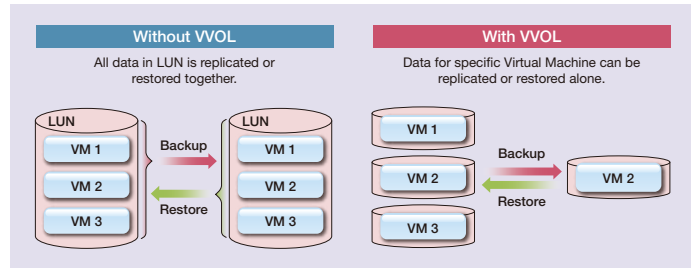 Without VVOL
All data in LUN is replicated or
restored together.
LUN
VM 1
VM 2
VM 3
Backup
Restore
LUN
VM 1
VM 2
VM 3
With VVOL
Data for specific Virtual Machine can be
replicated or restored alone.
VM 1
VM 2
VM 3
Backup
Restore
VM 2